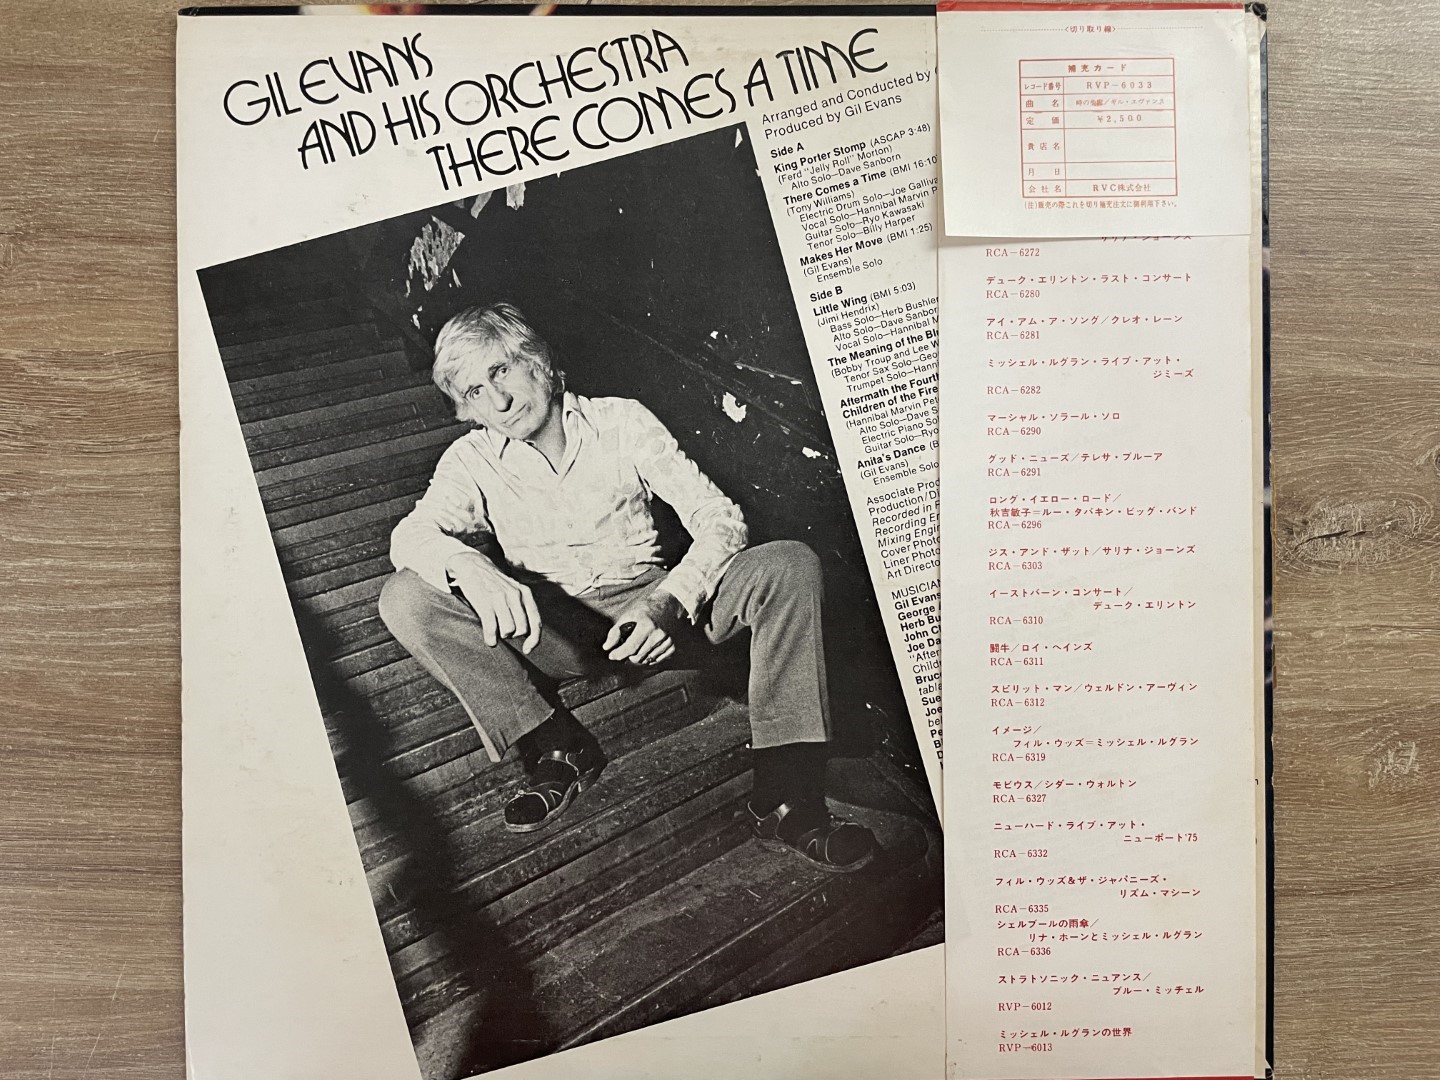 GIL EVANS
AND HIS ORCHESTRA
THERE COMES A TIME
Arranged and Conducted by
Produced by Gil Evans
Side A
King Porter Stomp (ASCAP 3:48)
(Ferd "Jelly Roll" Morton)
Alto Solo—Dave Sanborn
There Comes a Time (BMI 16:10
(Tony Williams)
Electric Drum Solo—Joe Galliva
Vocal Solo—Hannibal Marvin P
Guitar Solo—Ryo Kawasaki
Tenor Solo—Billy Harper
Makes Her Move (BMI 1:25)
(Gil Evans)
Ensemble Solo
Side B
Little Wing (BMI 5:03)
(Jimi Hendrix)
Bass Solo—Herb Bushler
Alto Solo—Dave Sanbor
Vocal Solo—Hannibal M
The Meaning of the Bl
(Bobby Troup and Lee W
Tenor Sax Solo—Geo
Trumpet Solo—Hann
Aftermath the Fourth
Children of the Fire
(Hannibal Marvin Pet
Alto Solo—Dave S
Electric Piano So
Guitar Solo—Ryo
Anita's Dance (B
(Gil Evans)
Ensemble Solo
Associate Prod
Production/Di
Recorded in R
Recording En
Mixing Engin
Cover Photo
Liner Photo
Art Directo
MUSICIAN
Gil Evans
George
Herb Bu
John Cl
Joe Da
"After
Childr
Bruce
tabla
Sue
Joe
be
Pe
B
D
〈切り取り線〉
補充カード
レコード番号 RVP-6033
曲名 時の傾斜/ギル・エヴァンス
定価 ¥2,500
貴店名
月日
会社名 RVC株式会社
(注)販売の際これを切り補充注文に御利用下さい。
RCA-6272
デューク・エリントン・ラスト・コンサート
RCA-6280
アイ・アム・ア・ソング/クレオ・レーン
RCA-6281
ミッシェル・ルグラン・ライブ・アット・
ジミーズ
RCA-6282
マーシャル・ソラール・ソロ
RCA-6290
グッド・ニューズ/テレサ・ブルーア
RCA-6291
ロング・イエロー・ロード/
秋吉敏子=ルー・タバキン・ビッグ・バンド
RCA-6296
ジス・アンド・ザット/サリナ・ジョーンズ
RCA-6303
イーストバーン・コンサート/
デューク・エリントン
RCA-6310
闘牛/ロイ・ヘインズ
RCA-6311
スピリット・マン/ウェルドン・アーヴィン
RCA-6312
イメージ/
フィル・ウッズ=ミッシェル・ルグラン
RCA-6319
モビウス/シダー・ウォルトン
RCA-6327
ニューハード・ライブ・アット・
ニューポート'75
RCA-6332
フィル・ウッズ&ザ・ジャパニーズ・
リズム・マシーン
RCA-6335
シェルブールの雨傘/
リナ・ホーンとミッシェル・ルグラン
RCA-6336
ストラトソニック・ニュアンス/
ブルー・ミッチェル
RVP-6012
ミッシェル・ルグランの世界
RVP-6013